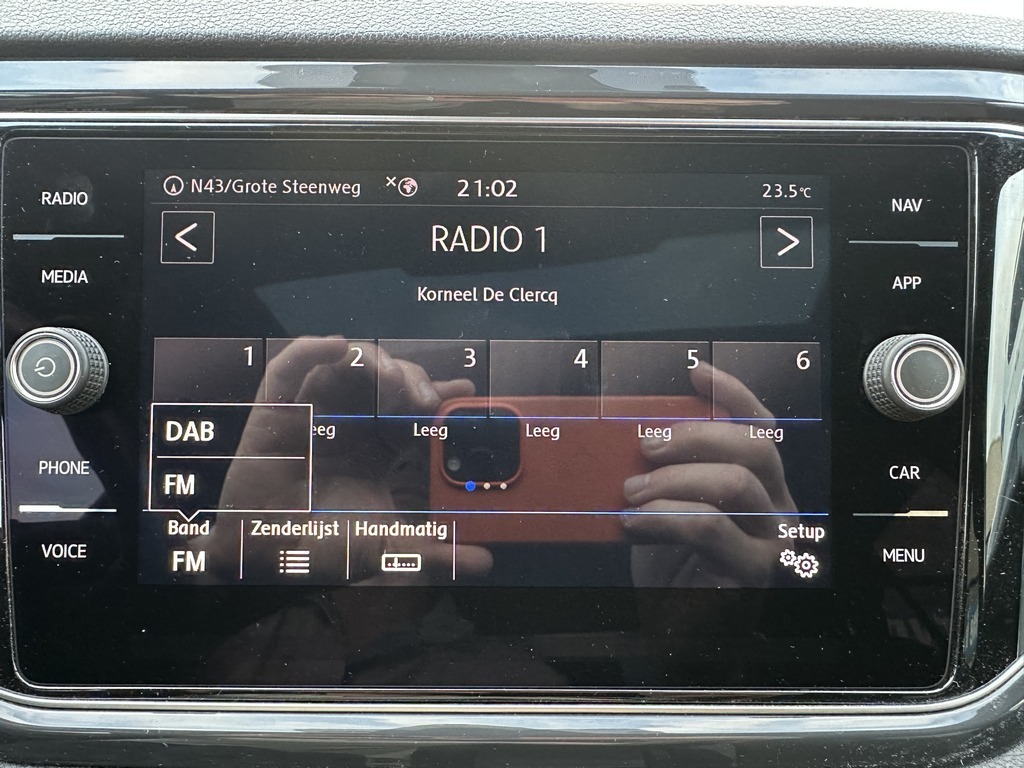 RADIO
MEDIA
PHONE
VOICE
N43/Grote Steenweg
21:02
23.5°C
<
RADIO 1
>
Korneel De Clercq
1 2 3 4 5 6
Leeg Leeg Leeg Leeg
DAB
FM
Band
FM
Zenderlijst
Handmatig
Setup
NAV
APP
CAR
MENU